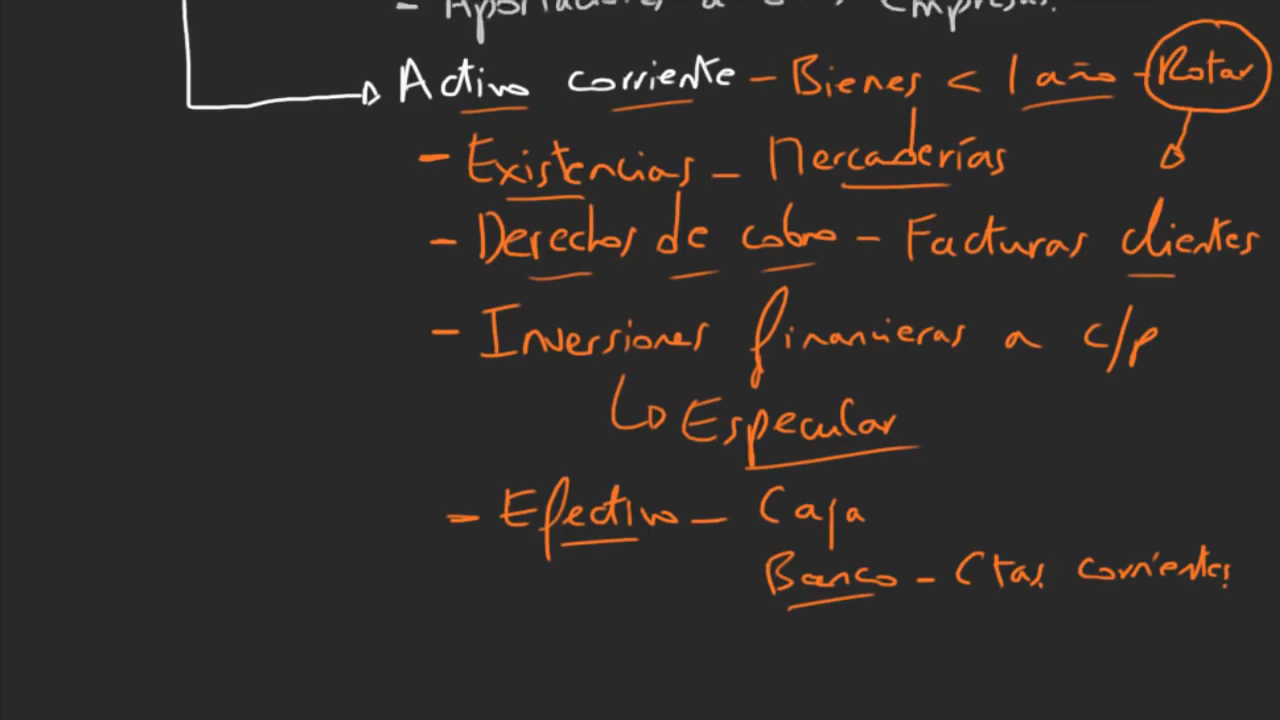 Empresas.
Activo corriente - Bienes < 1 año - Rotar
- Existencias - Mercaderías
- Derechos de cobro - Facturas clientes
- Inversiones financieras a c/p
Especular
- Efectivo - Caja
Banco - Ctas. corrientes